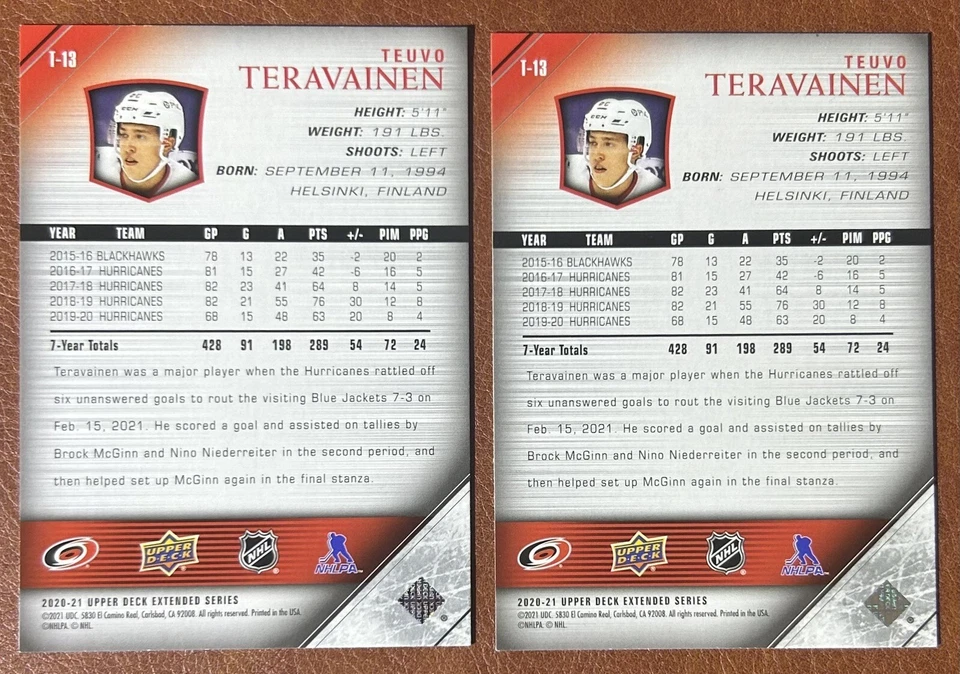 T-13
TEUVO
TERAVAINEN
HEIGHT: 5'11"
WEIGHT: 191 LBS.
SHOOTS: LEFT
BORN: SEPTEMBER 11, 1994
HELSINKI, FINLAND
YEAR TEAM GP G A PTS +/- PIM PPG
2015-16 BLACKHAWKS 78 13 22 35 -2 20 2
2016-17 HURRICANES 81 15 27 42 -6 16 5
2017-18 HURRICANES 82 23 41 64 8 14 5
2018-19 HURRICANES 82 21 55 76 30 12 8
2019-20 HURRICANES 68 15 48 63 20 8 4
7-Year Totals 428 91 198 289 54 72 24
Teravainen was a major player when the Hurricanes rattled off
six unanswered goals to rout the visiting Blue Jackets 7-3 on
Feb. 15, 2021. He scored a goal and assisted on tallies by
Brock McGinn and Nino Niederreiter in the second period, and
then helped set up McGinn again in the final stanza.
UPPER
DECK
NHL
NHLPA
2020-21 UPPER DECK EXTENDED SERIES
©2021 UDC. 5830 El Camino Real, Carlsbad, CA 92008. All rights reserved. Printed in the USA.
©NHLPA. © NHL.
T-13
TEUVO
TERAVAINEN
HEIGHT: 5'11"
WEIGHT: 191 LBS.
SHOOTS: LEFT
BORN: SEPTEMBER 11, 1994
HELSINKI, FINLAND
YEAR TEAM GP G A PTS +/- PIM PPG
2015-16 BLACKHAWKS 78 13 22 35 -2 20 2
2016-17 HURRICANES 81 15 27 42 -6 16 5
2017-18 HURRICANES 82 23 41 64 8 14 5
2018-19 HURRICANES 82 21 55 76 30 12 8
2019-20 HURRICANES 68 15 48 63 20 8 4
7-Year Totals 428 91 198 289 54 72 24
Teravainen was a major player when the Hurricanes rattled off
six unanswered goals to rout the visiting Blue Jackets 7-3 on
Feb. 15, 2021. He scored a goal and assisted on tallies by
Brock McGinn and Nino Niederreiter in the second period, and
then helped set up McGinn again in the final stanza.
UPPER
DECK
NHL
NHLPA
2020-21 UPPER DECK EXTENDED SERIES
©2021 UDC. 5830 El Camino Real, Carlsbad, CA 92008. All rights reserved. Printed in the USA.
©NHLPA. © NHL.